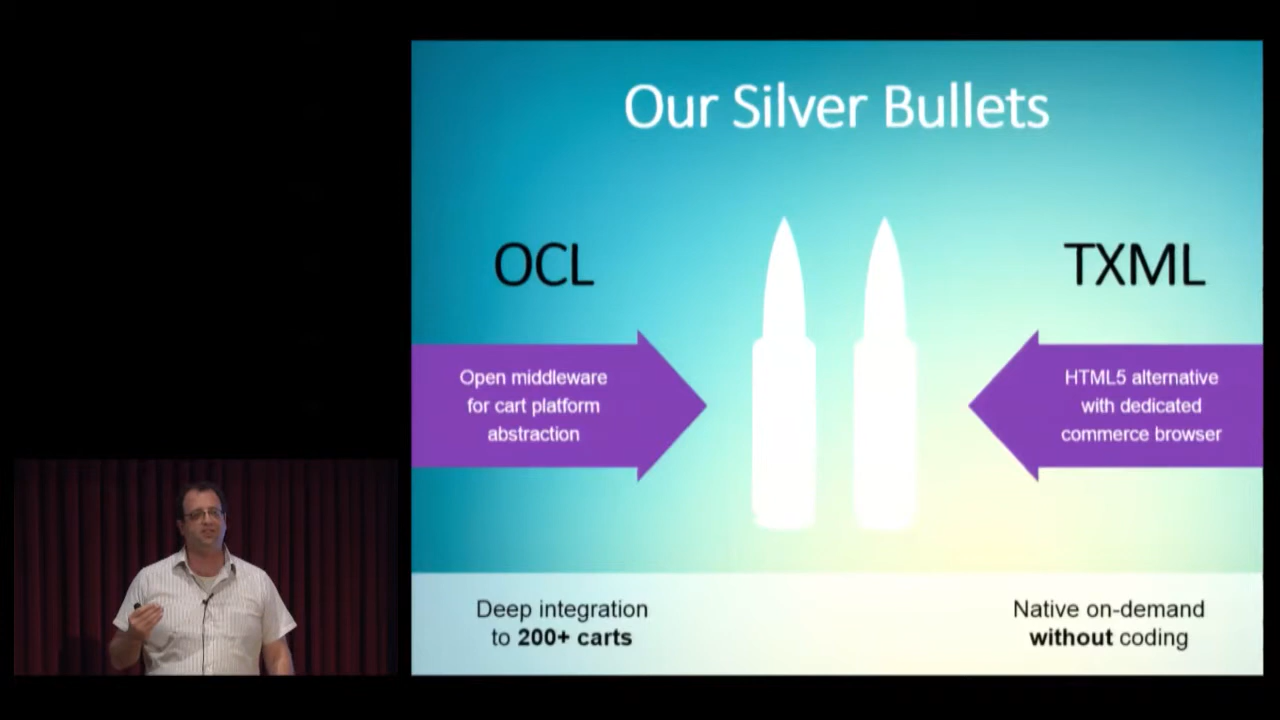 Our Silver Bullets
OCL
Open middleware
for cart platform
abstraction
Deep integration
to 200+ carts
TXML
HTML5 alternative
with dedicated
commerce browser
Native on-demand
without coding